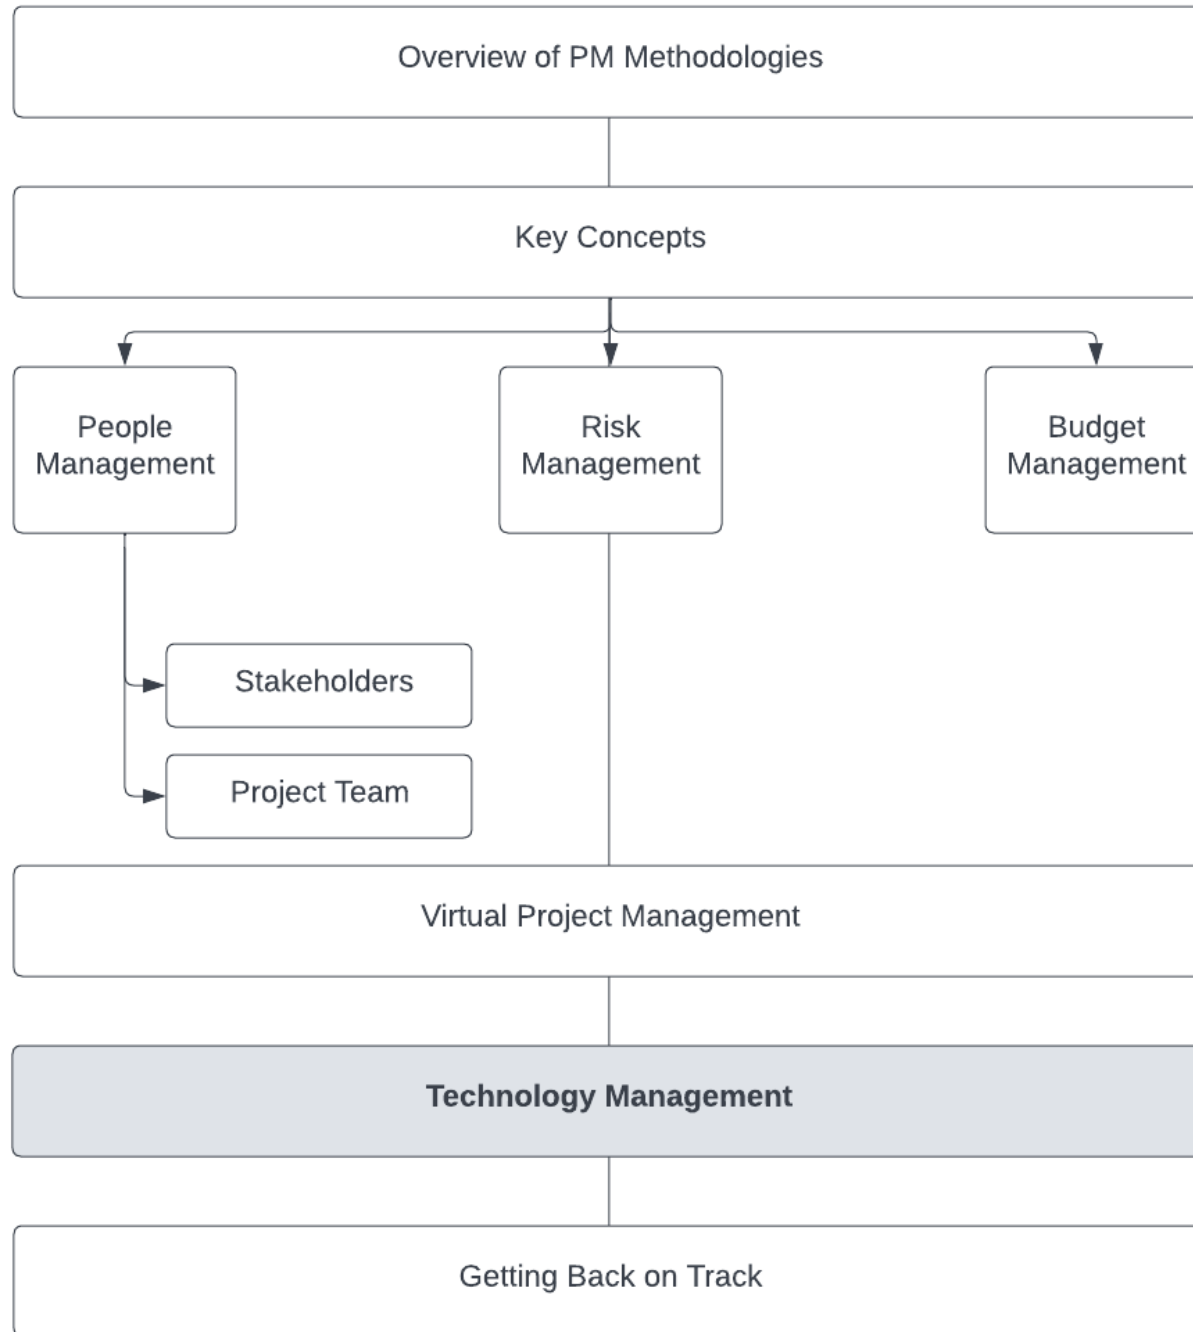 Overview of PM Methodologies
Key Concepts
People
Management
Risk
Management
Budget
Management
Stakeholders
Project Team
Virtual Project Management
Technology Management
Getting Back on Track